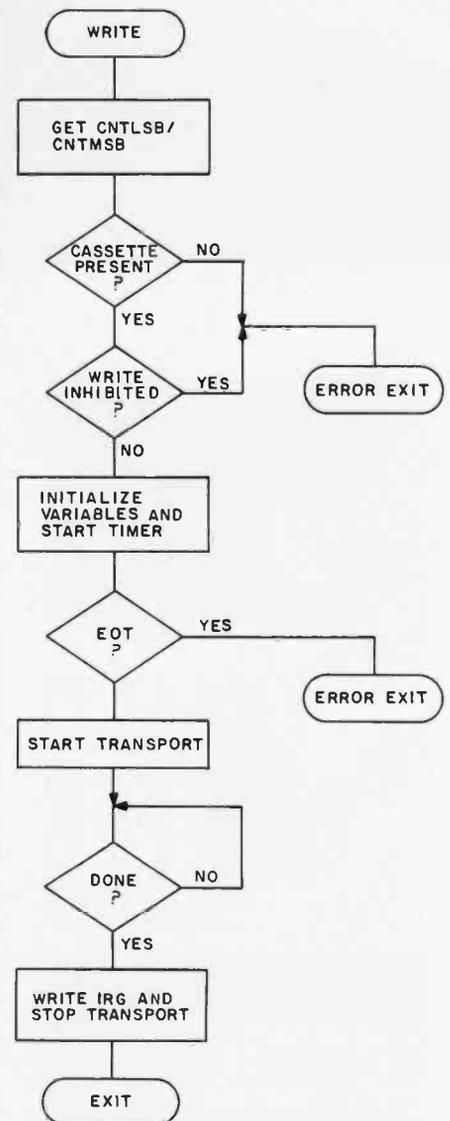 WRITE
GET CNTLSB/
CNTMSB
CASSETTE
PRESENT
?
NO
YES
WRITE
INHIBITED
?
YES
ERROR EXIT
NO
INITIALIZE
VARIABLES AND
START TIMER
EOT
?
YES
ERROR EXIT
START TRANSPORT
DONE
?
NO
YES
WRITE IRG AND
STOP TRANSPORT
EXIT